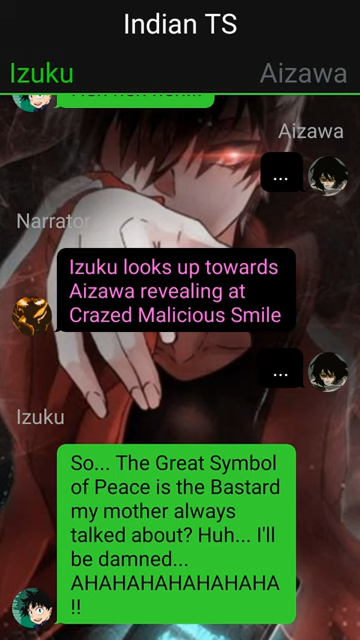 Indian TS
Izuku
Aizawa
Aizawa
...
Narrator
Izuku looks up towards
Aizawa revealing at
Crazed Malicious Smile
...
Izuku
So... The Great Symbol
of Peace is the Bastard
my mother always
talked about? Huh... I'll
be damned...
AHAHAHAHAHAHAHA
!!